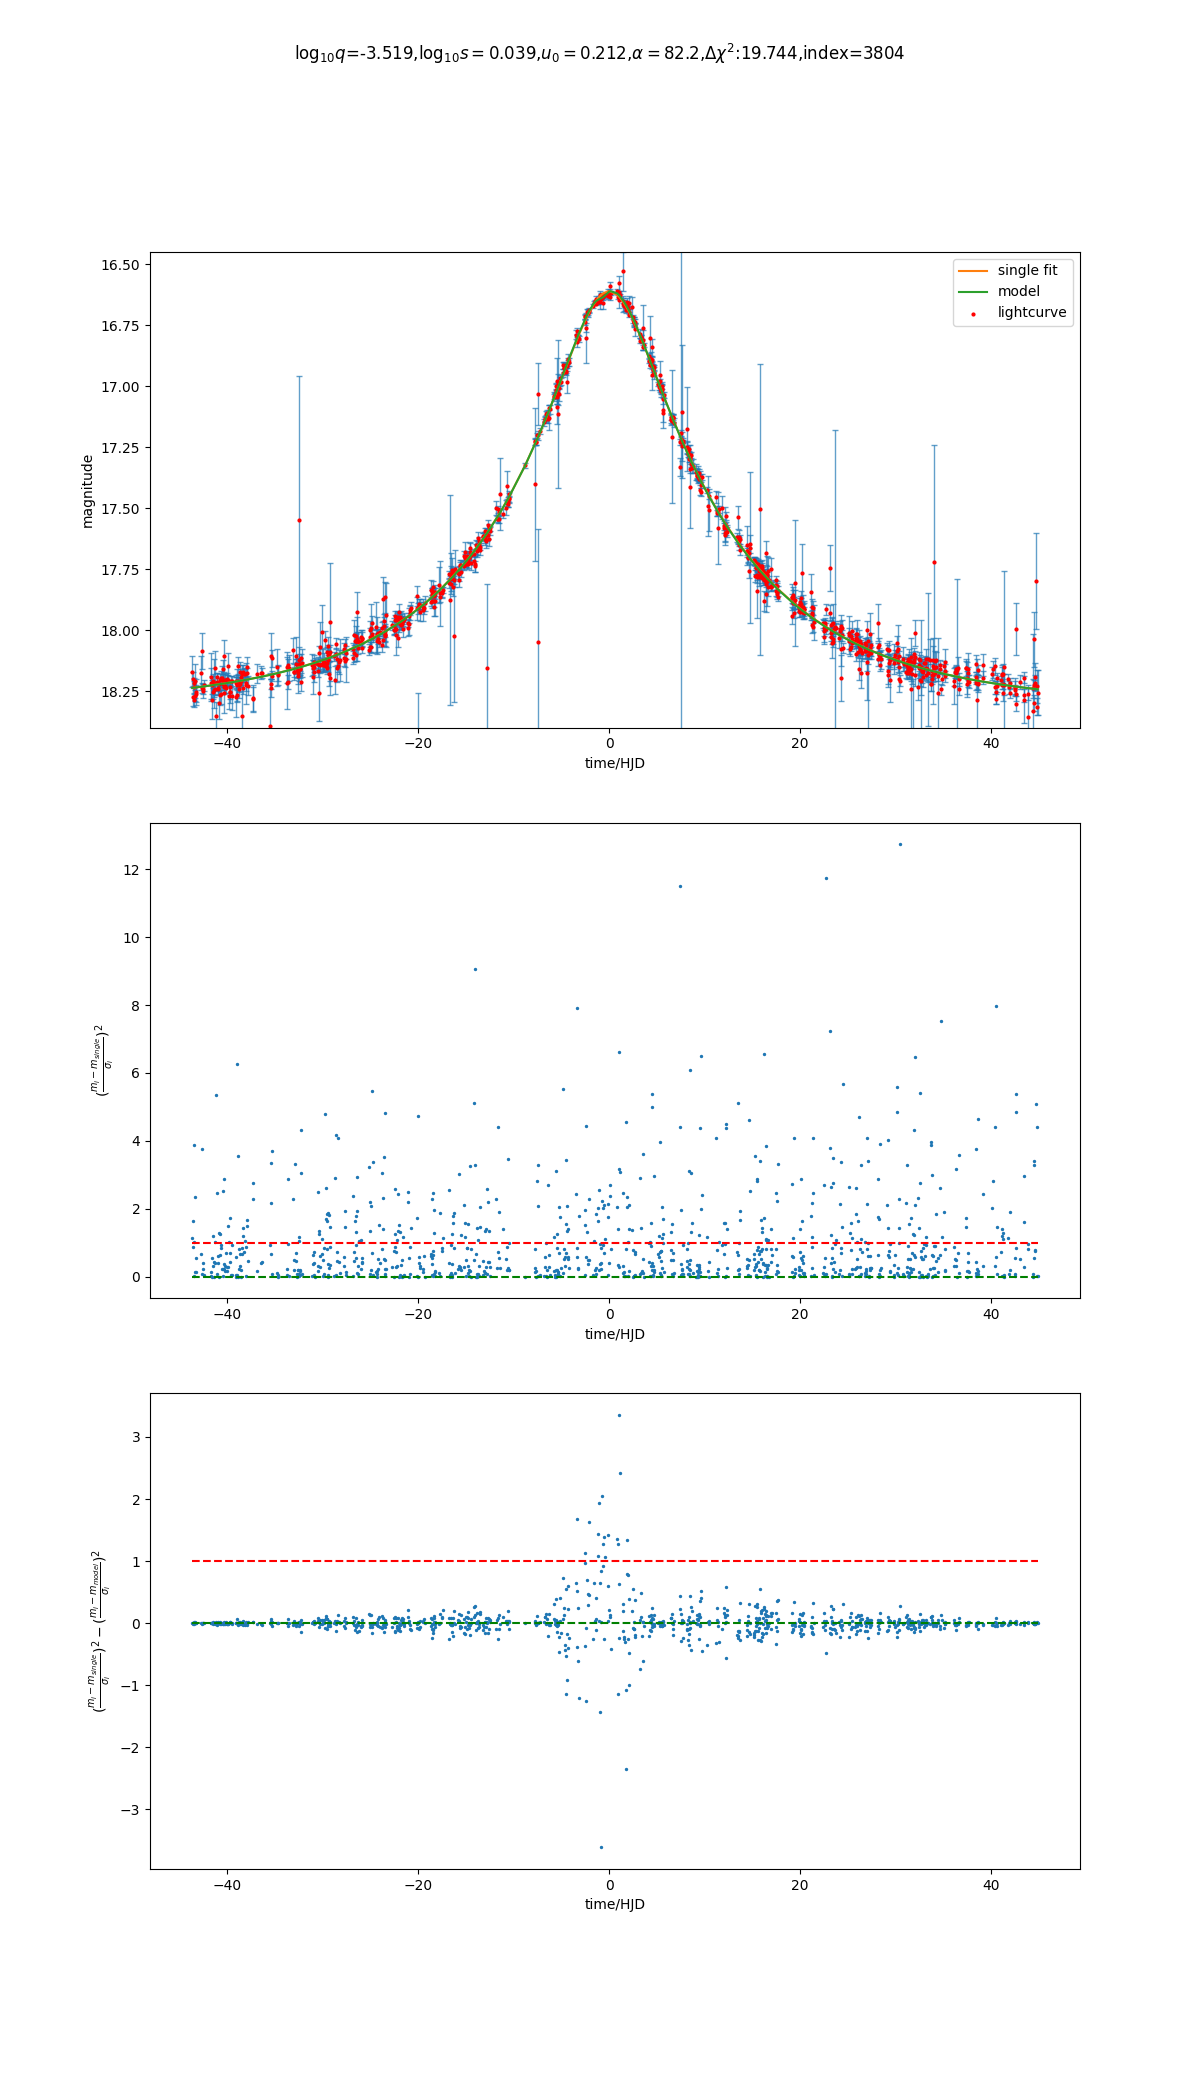 log₁₀q=-3.519,log₁₀s = 0.039,u₀ = 0.212,α = 82.2,Δχ²:19.744,index=3804
16.50
16.75
17.00
17.25
17.50
17.75
18.00
18.25
magnitude
single fit
model
lightcurve
−40 −20 0 20 40
time/HJD
12
10
8
6
4
2
0
(mᵢ − m_single / σᵢ)²
−40 −20 0 20 40
time/HJD
3
2
1
0
−1
−2
−3
(mᵢ − m_single / σᵢ)² − (mᵢ − m_model / σᵢ)²
−40 −20 0 20 40
time/HJD